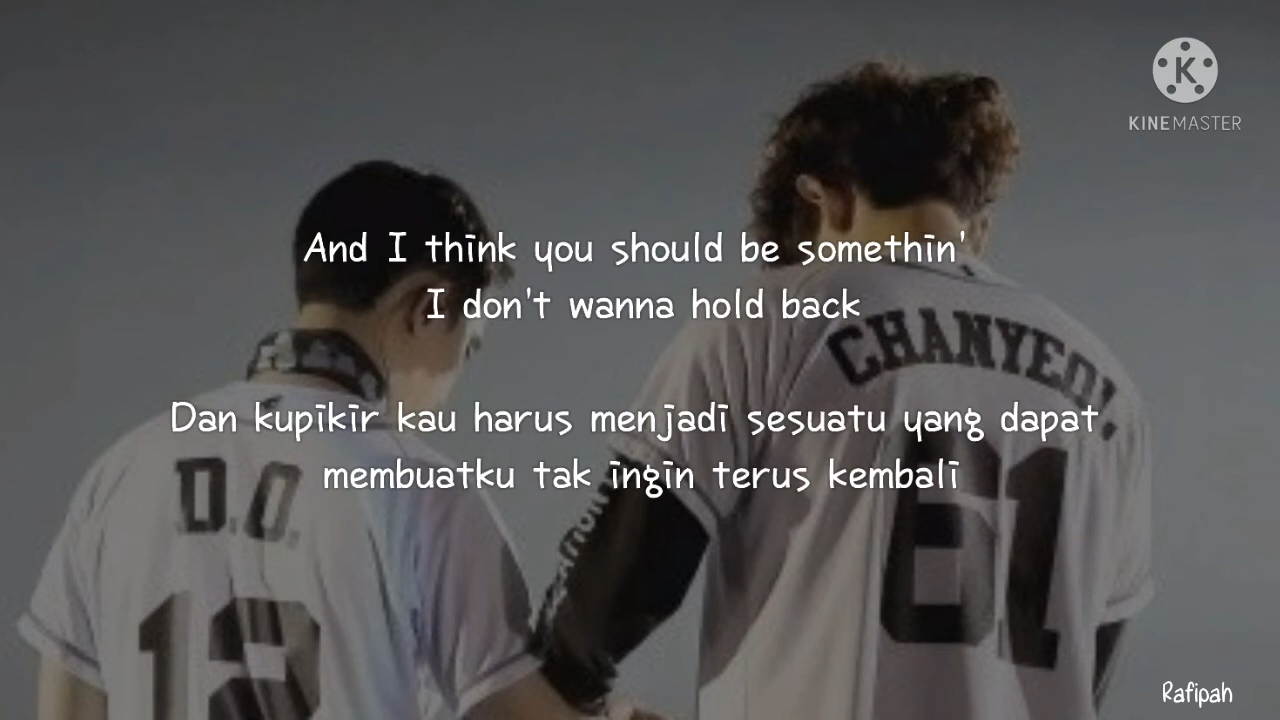 KINEMASTER
And I think you should be somethin'
I don't wanna hold back
CHANYEOL
Dan kupikir kau harus menjadi sesuatu yang dapat
membuatku tak ingin terus kembali
D.O.
61
12
Rafipah